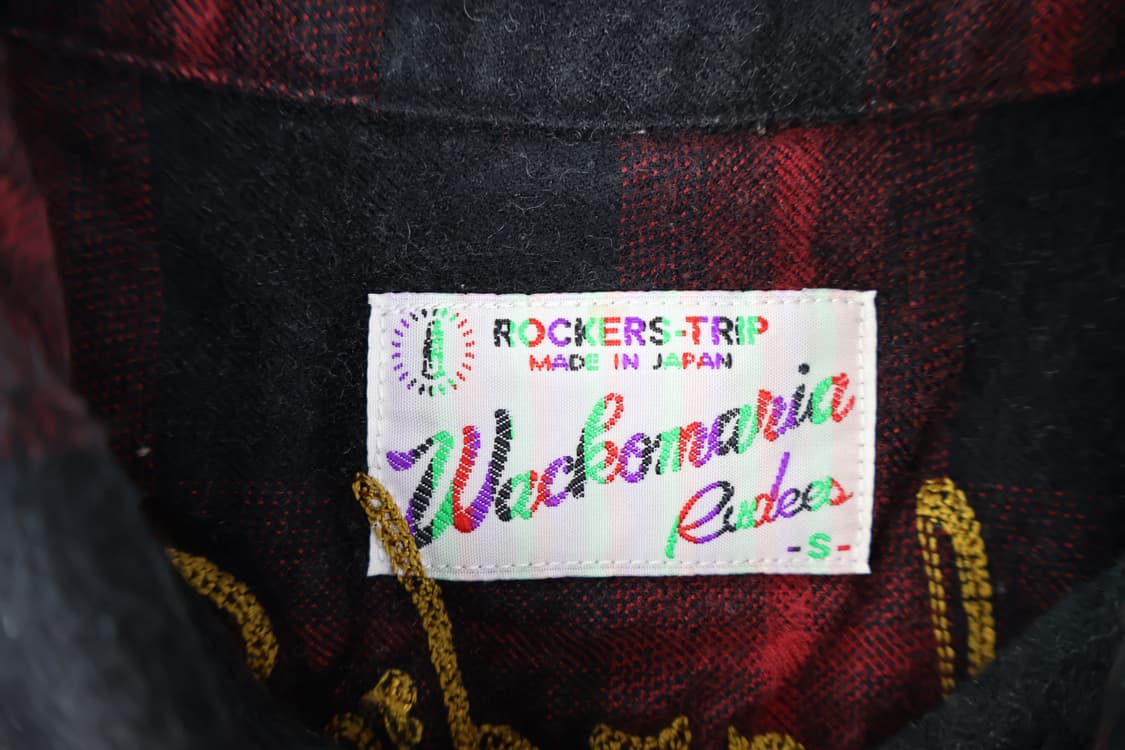 ROCKERS-TRIP
MADE IN JAPAN
Wackomaria
Rudees
-S-